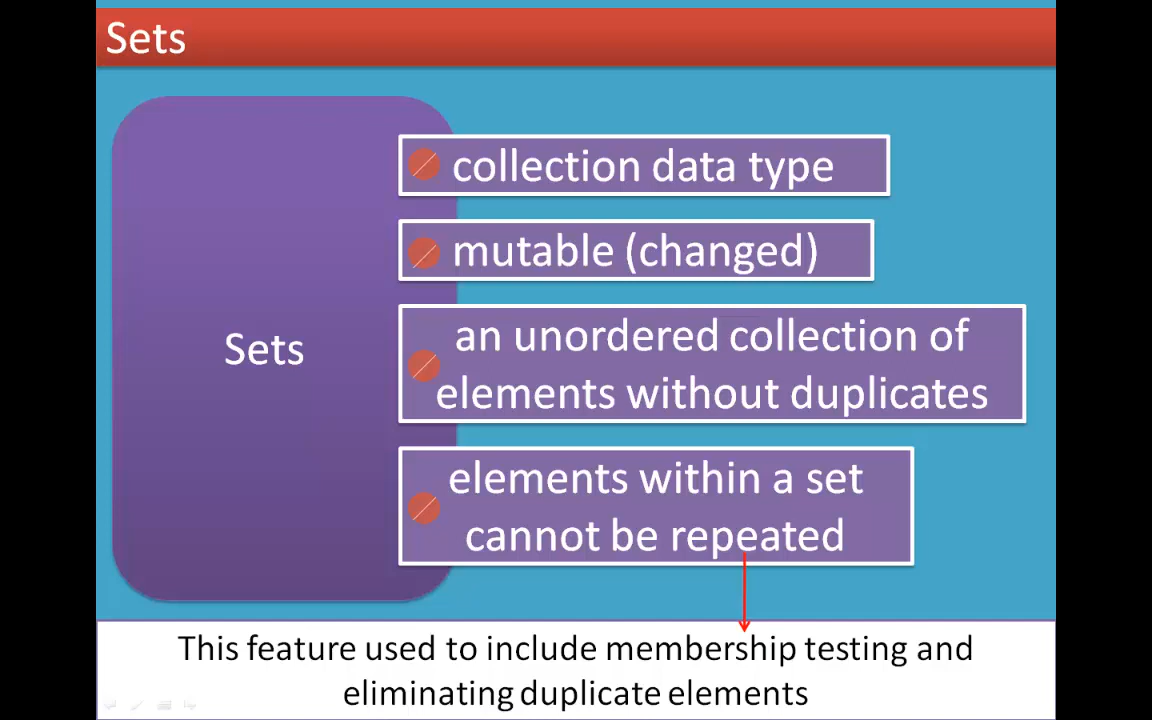 Sets
Sets
collection data type
mutable (changed)
an unordered collection of
elements without duplicates
elements within a set
cannot be repeated
This feature used to include membership testing and
eliminating duplicate elements